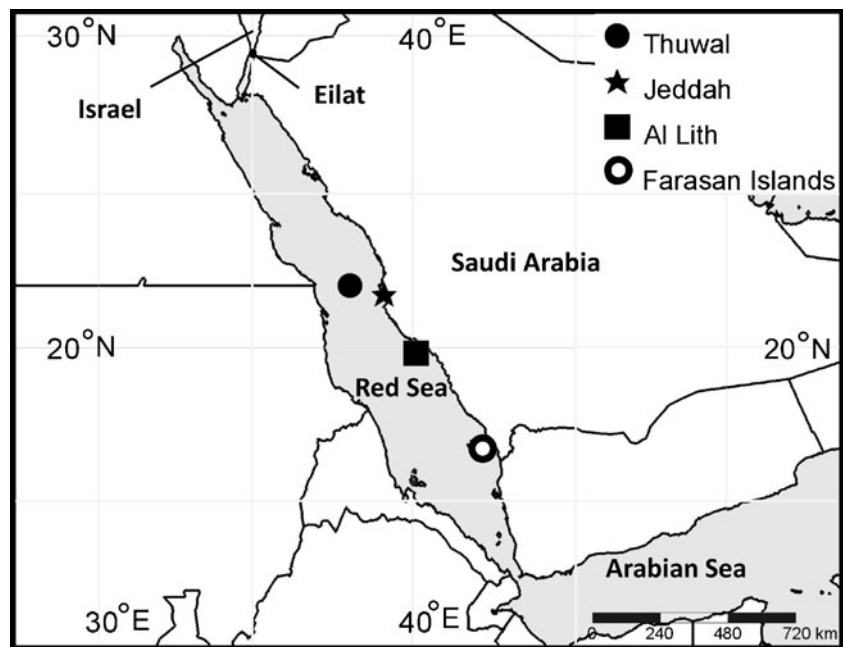 30°N
40°E
Thuwal
Jeddah
Al Lith
Farasan Islands
Israel
Eilat
Saudi Arabia
20°N
20°N
Red Sea
Arabian Sea
30°E
40°E
0 240 480 720 km